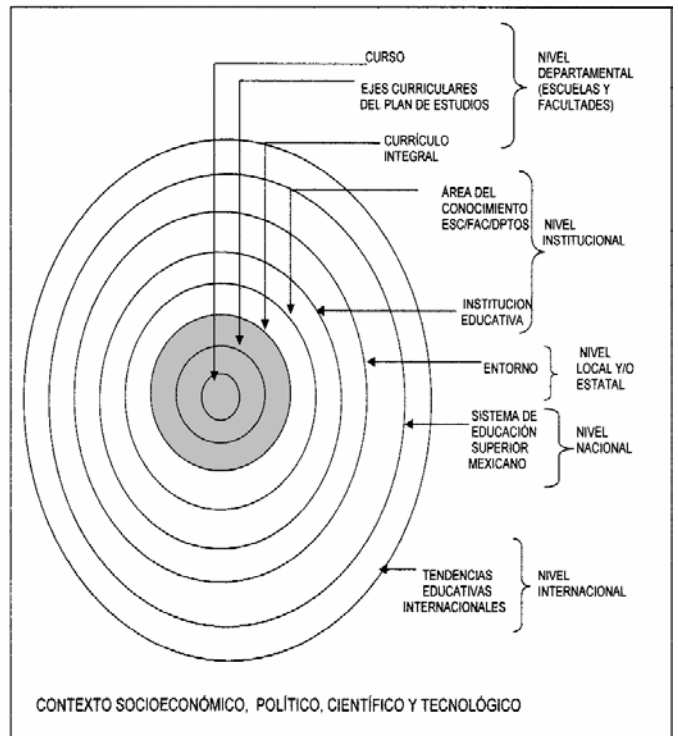 CURSO
EJES CURRICULARES
DEL PLAN DE ESTUDIOS
CURRÍCULO
INTEGRAL
NIVEL
DEPARTAMENTAL
(ESCUELAS Y
FACULTADES)
ÁREA DEL
CONOCIMIENTO
ESC/FAC/DPTOS
INSTITUCION
EDUCATIVA
NIVEL
INSTITUCIONAL
ENTORNO
NIVEL
LOCAL Y/O
ESTATAL
SISTEMA DE
EDUCACIÓN
SUPERIOR
MEXICANO
NIVEL
NACIONAL
TENDENCIAS
EDUCATIVAS
INTERNACIONALES
NIVEL
INTERNACIONAL
CONTEXTO SOCIOECONÓMICO, POLÍTICO, CIENTÍFICO Y TECNOLÓGICO